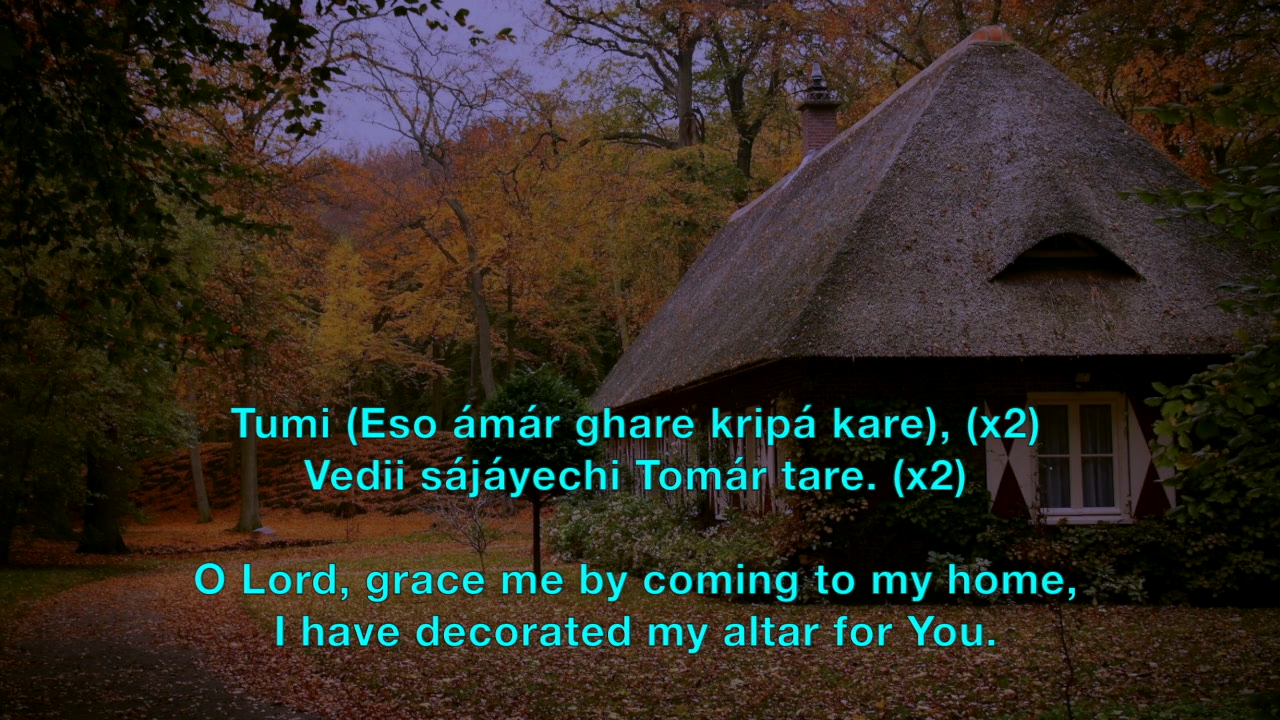 Tumi (Eso ámár ghare kripá kare), (x2)
Vedii sájáyechi Tomár tare. (x2)
O Lord, grace me by coming to my home,
I have decorated my altar for You.